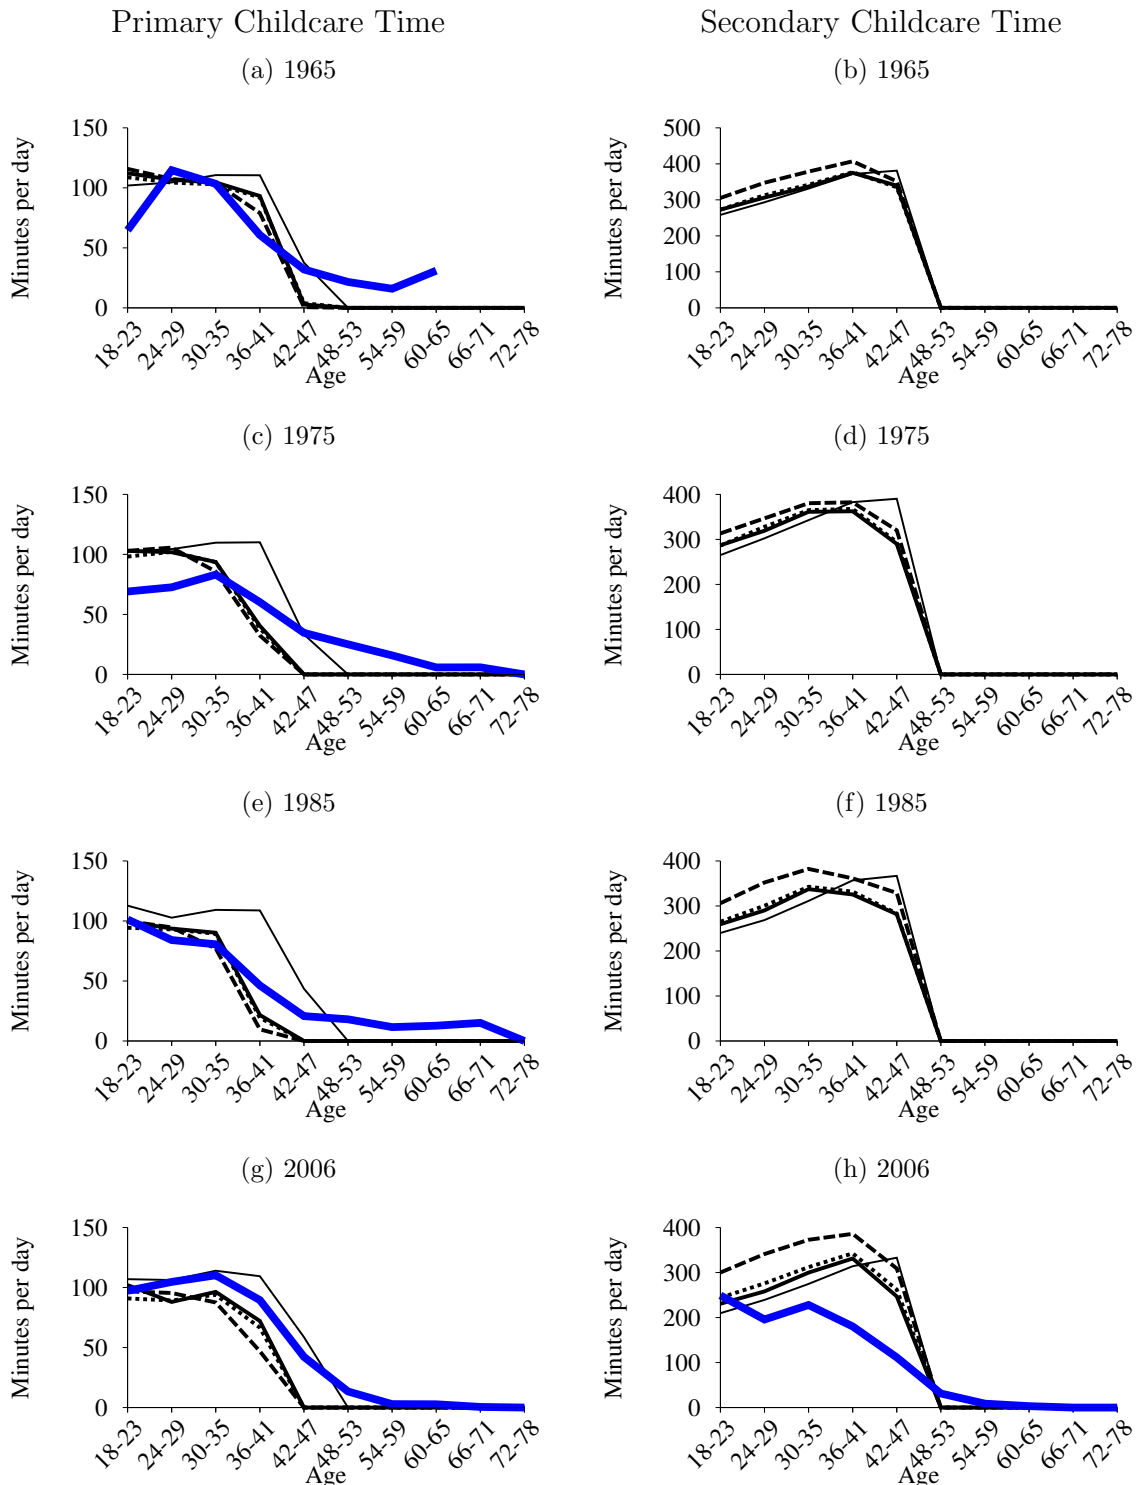 Primary Childcare Time
Secondary Childcare Time
(a) 1965
Minutes per day
150
100
50
0
18-23 24-29 30-35 36-41 42-47 48-53 54-59 60-65 66-71 72-78
Age
(b) 1965
Minutes per day
500
400
300
200
100
0
18-23 24-29 30-35 36-41 42-47 48-53 54-59 60-65 66-71 72-78
Age
(c) 1975
Minutes per day
150
100
50
0
18-23 24-29 30-35 36-41 42-47 48-53 54-59 60-65 66-71 72-78
Age
(d) 1975
Minutes per day
400
300
200
100
0
18-23 24-29 30-35 36-41 42-47 48-53 54-59 60-65 66-71 72-78
Age
(e) 1985
Minutes per day
150
100
50
0
18-23 24-29 30-35 36-41 42-47 48-53 54-59 60-65 66-71 72-78
Age
(f) 1985
Minutes per day
400
300
200
100
0
18-23 24-29 30-35 36-41 42-47 48-53 54-59 60-65 66-71 72-78
Age
(g) 2006
Minutes per day
150
100
50
0
18-23 24-29 30-35 36-41 42-47 48-53 54-59 60-65 66-71 72-78
Age
(h) 2006
Minutes per day
400
300
200
100
0
18-23 24-29 30-35 36-41 42-47 48-53 54-59 60-65 66-71 72-78
Age